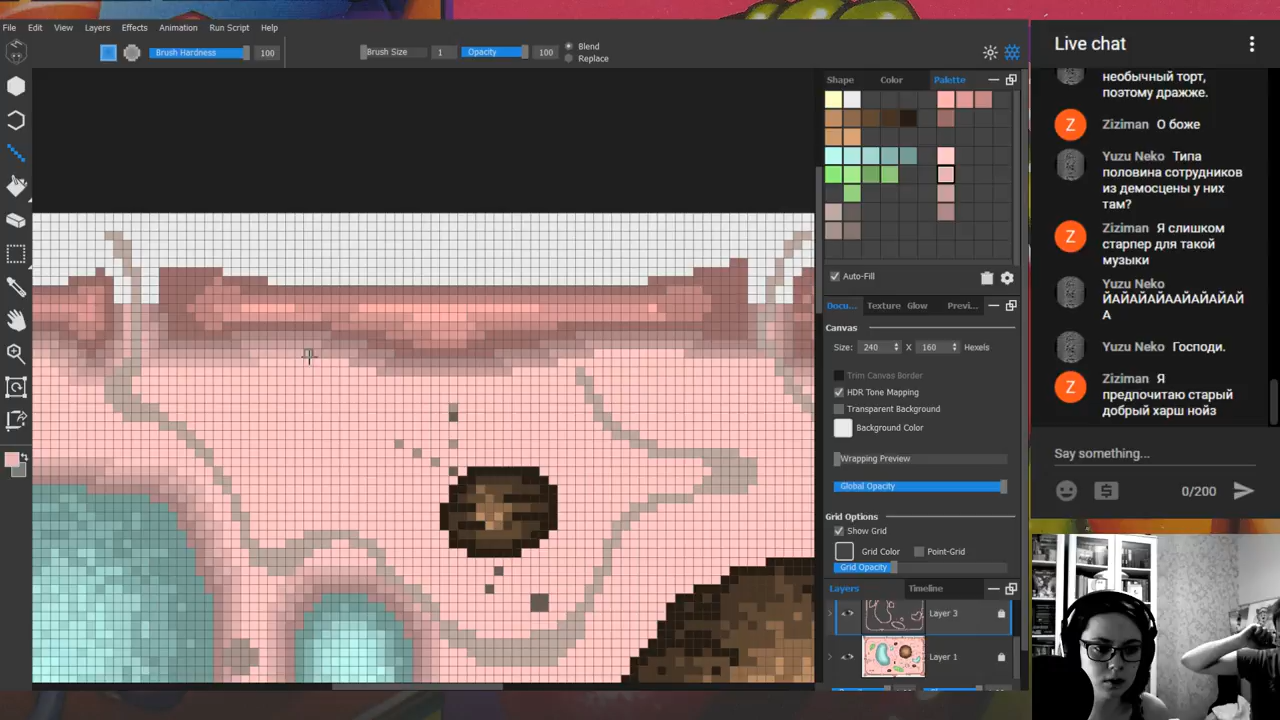 File Edit View Layers Effects Animation Run Script Help
Brush Hardness 100 Brush Size 1 Opacity 100 Blend
Replace
Shape Color Palette
Auto-Fill
Docu... Texture Glow Previ...
Canvas
Size: 240 X 160 Hexels
Trim Canvas Border
HDR Tone Mapping
Transparent Background
Background Color
Wrapping Preview
Global Opacity
Grid Options
Show Grid
Grid Color Point-Grid
Grid Opacity
Layers Timeline
Layer 3
Layer 1
Live chat
необычный торт,
поэтому дражже.
Z Ziziman О боже
Yuzu Neko Типа
половина сотрудников
из демосцены у них
там?
Z Ziziman Я слишком
старпер для такой
музыки
Yuzu Neko
ЙАЙАЙАЙААЙАЙАЙАЙ
А
Yuzu Neko Господи.
Z Ziziman Я
предпочитаю старый
добрый харш нойз
Say something...
0/200